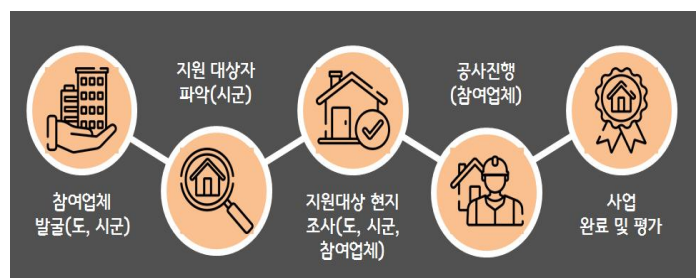 참여업체
발굴(도, 시군)
지원 대상자
파악(시군)
지원대상 현지
조사(도, 시군,
참여업체)
공사진행
(참여업체)
사업
완료 및 평가